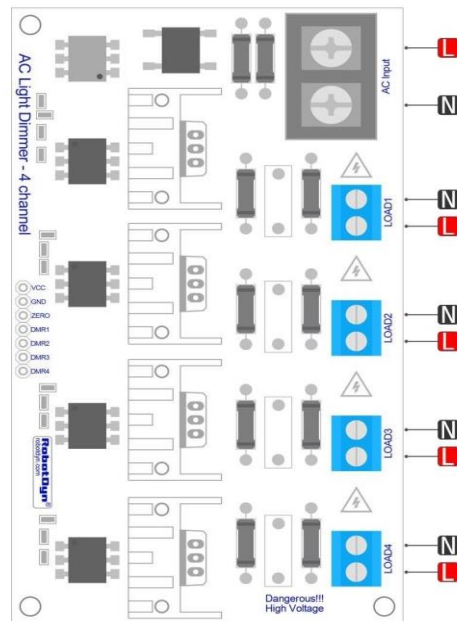 AC Light Dimmer - 4 channel
AC Input
L
N
LOAD1
N
L
LOAD2
N
L
VCC
GND
ZERO
DMR1
DMR2
DMR3
DMR4
LOAD3
N
L
RobotDyn®
robotdyn.com
LOAD4
N
L
Dangerous!!!
High Voltage